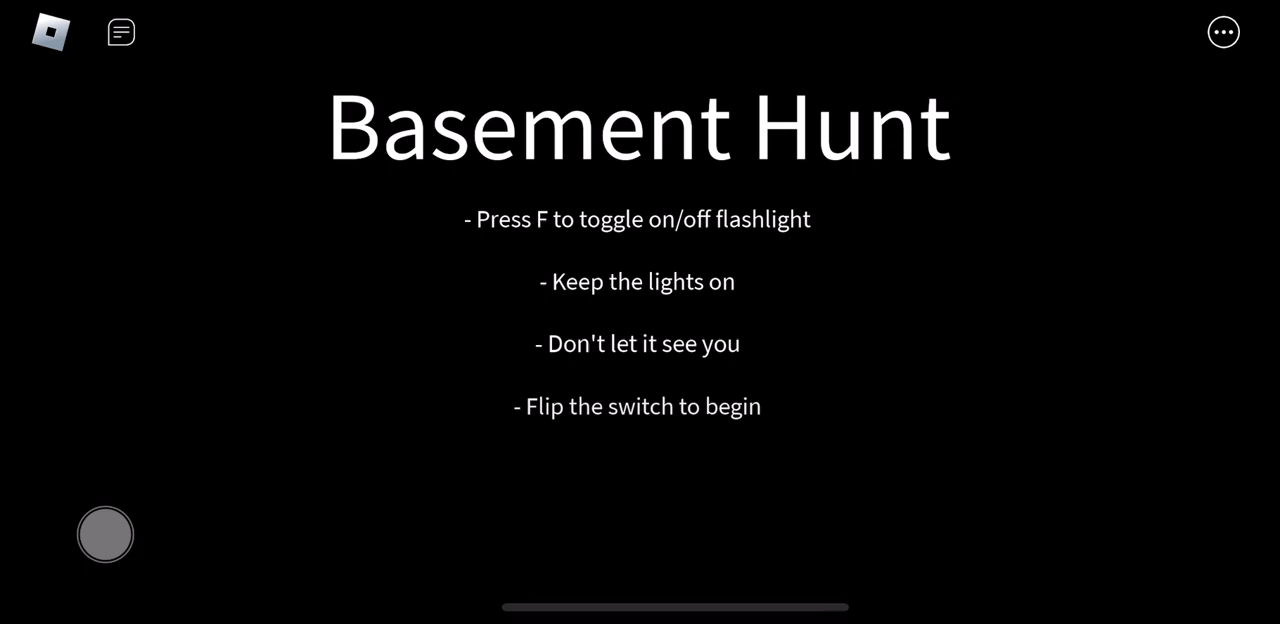 Basement Hunt
- Press F to toggle on/off flashlight
- Keep the lights on
- Don't let it see you
- Flip the switch to begin